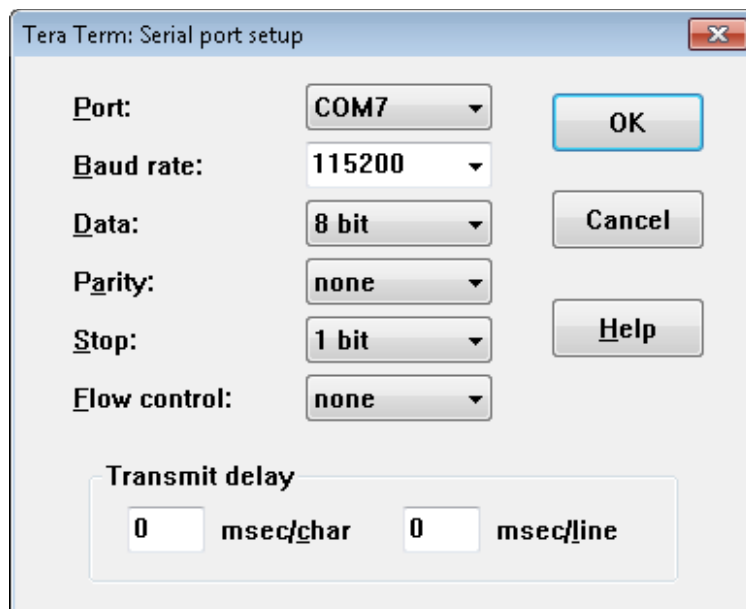 Tera Term: Serial port setup
Port: COM7 OK
Baud rate: 115200
Data: 8 bit Cancel
Parity: none
Stop: 1 bit Help
Flow control: none
Transmit delay
0 msec/char 0 msec/line